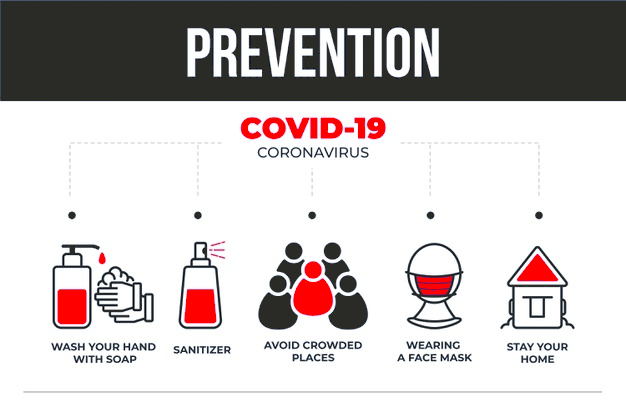 PREVENTION
COVID-19
CORONAVIRUS
WASH YOUR HAND
WITH SOAP
SANITIZER
AVOID CROWDED
PLACES
WEARING
A FACE MASK
STAY YOUR
HOME